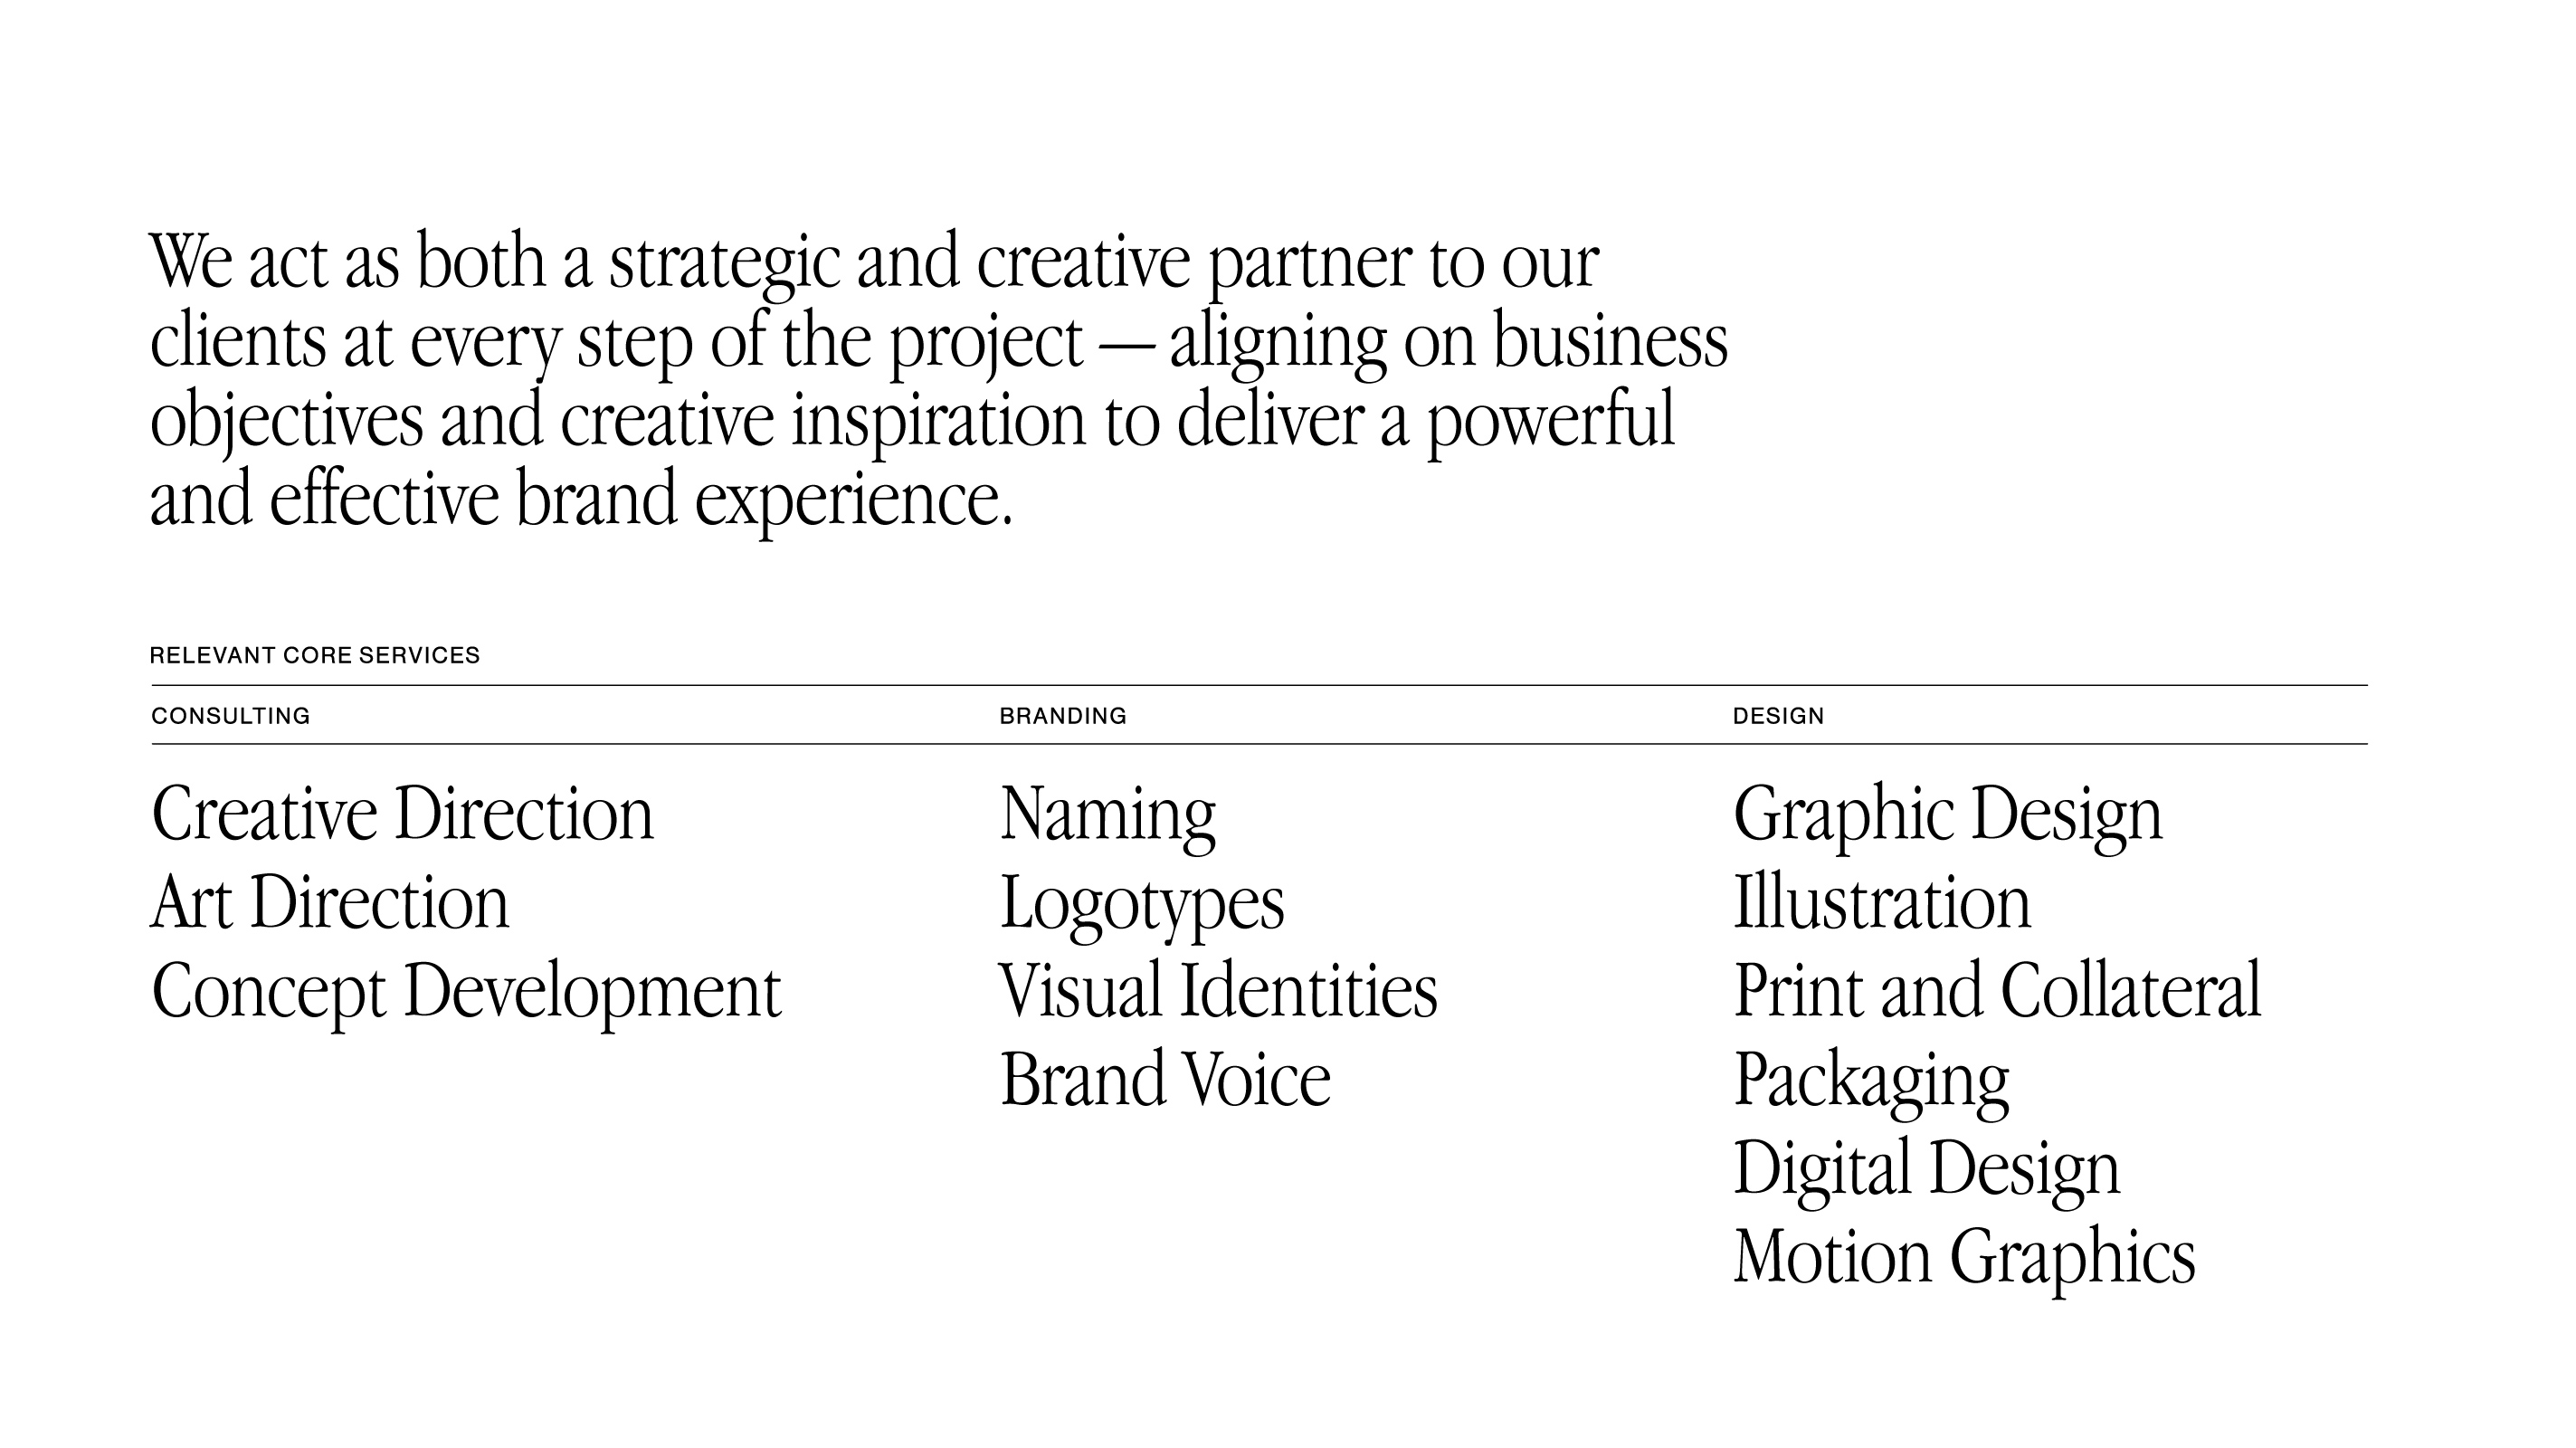 We act as both a strategic and creative partner to our
clients at every step of the project — aligning on business
objectives and creative inspiration to deliver a powerful
and effective brand experience.
RELEVANT CORE SERVICES
CONSULTING
Creative Direction
Art Direction
Concept Development
BRANDING
Naming
Logotypes
Visual Identities
Brand Voice
DESIGN
Graphic Design
Illustration
Print and Collateral
Packaging
Digital Design
Motion Graphics